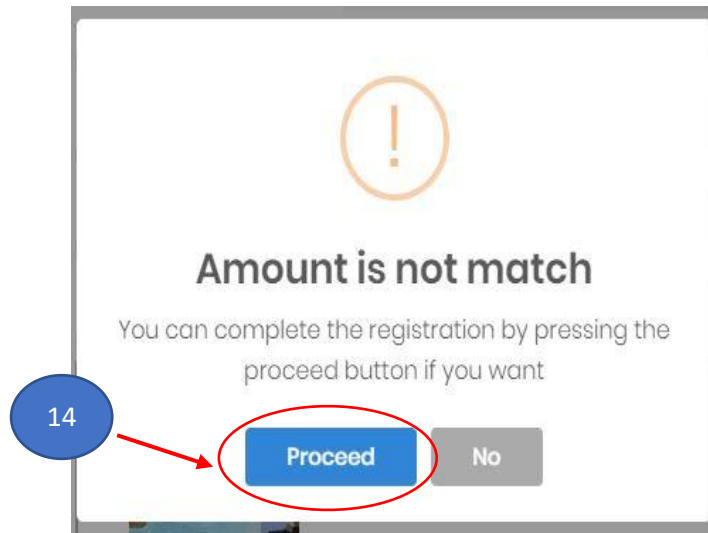 Amount is not match
You can complete the registration by pressing the
proceed button if you want
14
Proceed No